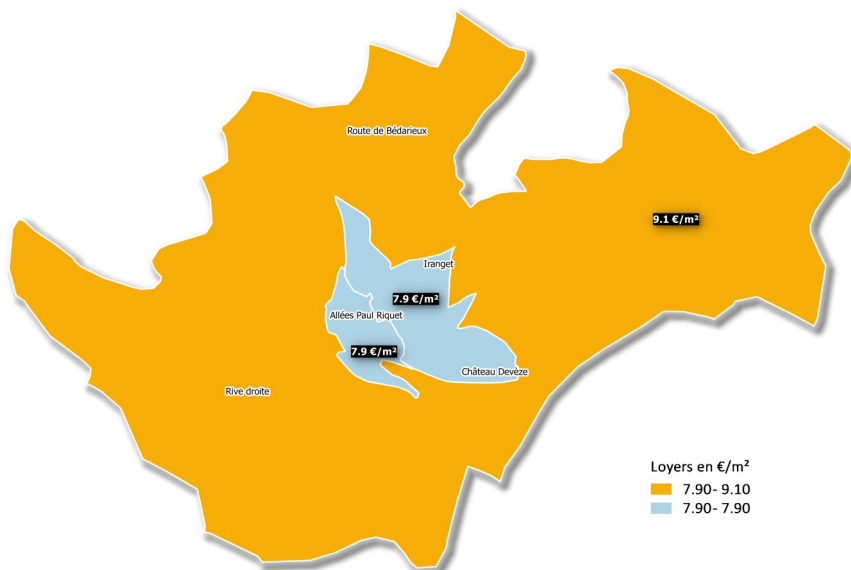 Route de Bédarieux
9.1 €/m²
Iranget
7.9 €/m²
Allées Paul Riquet
7.9 €/m²
Château Devèze
Rive droite
Loyers en €/m²
7.90- 9.10
7.90- 7.90